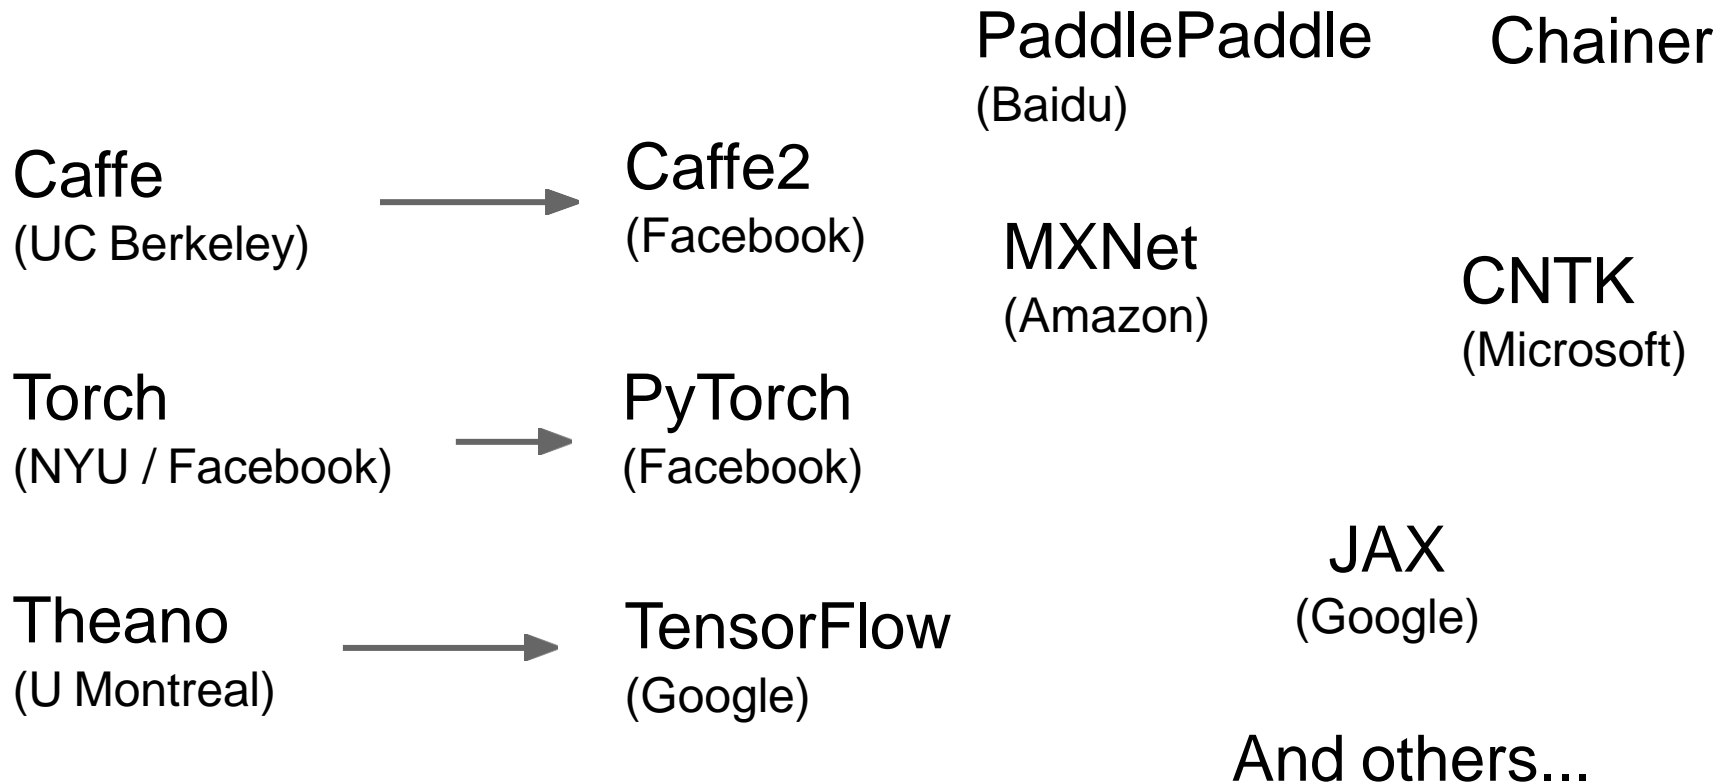 PaddlePaddle
(Baidu)
Chainer
Caffe
(UC Berkeley)
Caffe2
(Facebook)
MXNet
(Amazon)
CNTK
(Microsoft)
Torch
(NYU / Facebook)
PyTorch
(Facebook)
JAX
(Google)
Theano
(U Montreal)
TensorFlow
(Google)
And others...